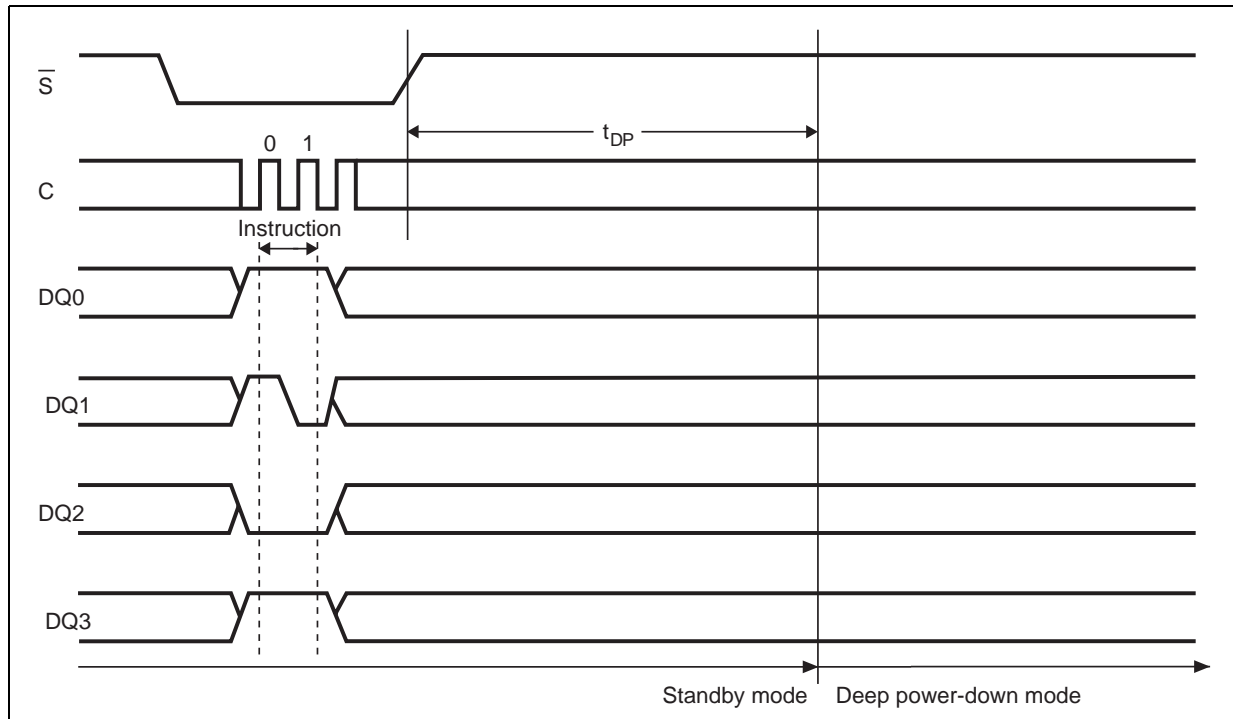 S̅
t_DP
0 1
C
Instruction
DQ0
DQ1
DQ2
DQ3
Standby mode Deep power-down mode